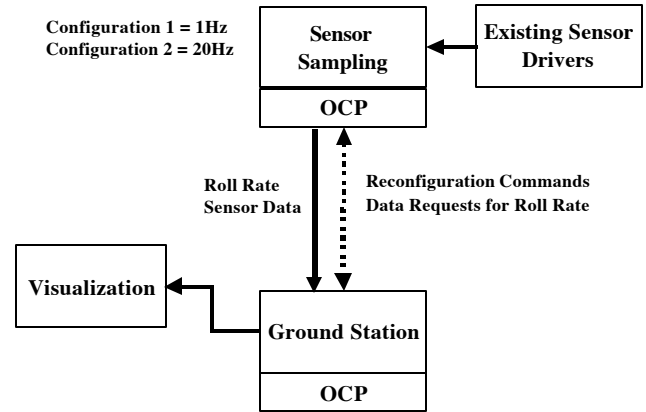 Configuration 1 = 1Hz
Configuration 2 = 20Hz
Sensor
Sampling
OCP
Existing Sensor
Drivers
Roll Rate
Sensor Data
Reconfiguration Commands
Data Requests for Roll Rate
Visualization
Ground Station
OCP